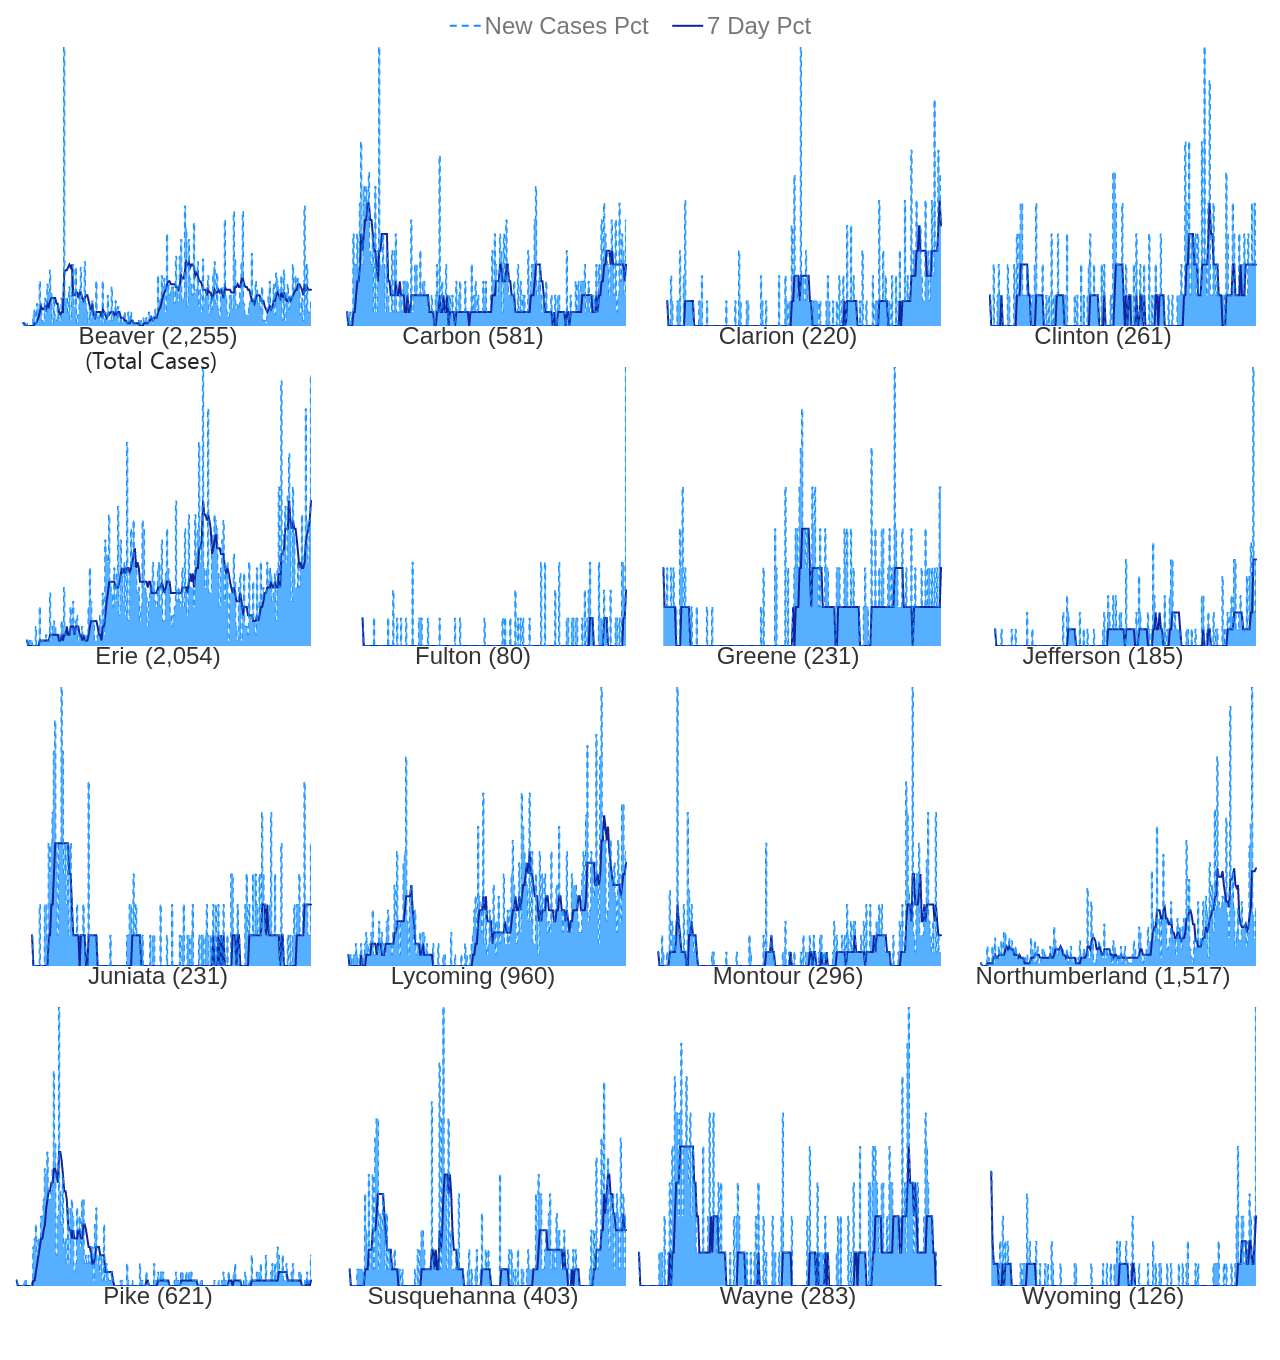 New Cases Pct 7 Day Pct
Beaver (2,255) Carbon (581) Clarion (220) Clinton (261)
(Total Cases)
Erie (2,054) Fulton (80) Greene (231) Jefferson (185)
Juniata (231) Lycoming (960) Montour (296) Northumberland (1,517)
Pike (621) Susquehanna (403) Wayne (283) Wyoming (126)